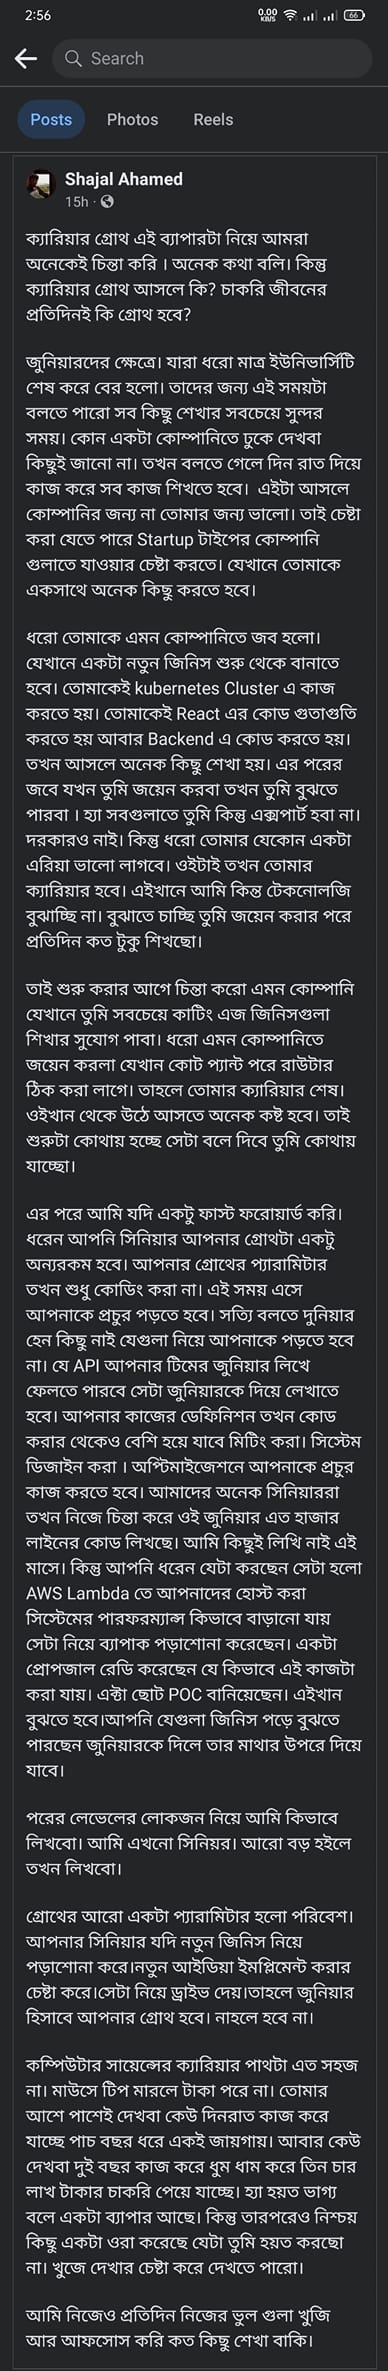 2:56
0.00
KB/S
66
Search
Posts
Photos
Reels
Shajal Ahamed
15h ·
ক্যারিয়ার গ্রোথ এই ব্যাপারটা নিয়ে আমরা
অনেকেই চিন্তা করি । অনেক কথা বলি। কিন্তু
ক্যারিয়ার গ্রোথ আসলে কি? চাকরি জীবনের
প্রতিদিনই কি গ্রোথ হবে?
জুনিয়ারদের ক্ষেত্রে। যারা ধরো মাত্র ইউনিভার্সিটি
শেষ করে বের হলো। তাদের জন্য এই সময়টা
বলতে পারো সব কিছু শেখার সবচেয়ে সুন্দর
সময়। কোন একটা কোম্পানিতে ঢুকে দেখবা
কিছুই জানো না। তখন বলতে গেলে দিন রাত দিয়ে
কাজ করে সব কাজ শিখতে হবে।  এইটা আসলে
কোম্পানির জন্য না তোমার জন্য ভালো। তাই চেষ্টা
করা যেতে পারে Startup টাইপের কোম্পানি
গুলাতে যাওয়ার চেষ্টা করতে। যেখানে তোমাকে
একসাথে অনেক কিছু করতে হবে।
ধরো তোমাকে এমন কোম্পানিতে জব হলো।
যেখানে একটা নতুন জিনিস শুরু থেকে বানাতে
হবে। তোমাকেই kubernetes Cluster এ কাজ
করতে হয়। তোমাকেই React এর কোড গুতাগুতি
করতে হয় আবার Backend এ কোড করতে হয়।
তখন আসলে অনেক কিছু শেখা হয়। এর পরের
জবে যখন তুমি জয়েন করবা তখন তুমি বুঝতে
পারবা । হ্যা সবগুলাতে তুমি কিন্তু এক্সপার্ট হবা না।
দরকারও নাই। কিন্তু ধরো তোমার যেকোন একটা
এরিয়া ভালো লাগবে। ওইটাই তখন তোমার
ক্যারিয়ার হবে। এইখানে আমি কিন্ত টেকনোলজি
বুঝাচ্ছি না। বুঝাতে চাচ্ছি তুমি জয়েন করার পরে
প্রতিদিন কত টুকু শিখছো।
তাই শুরু করার আগে চিন্তা করো এমন কোম্পানি
যেখানে তুমি সবচেয়ে কাটিং এজ জিনিসগুলা
শিখার সুযোগ পাবা। ধরো এমন কোম্পানিতে
জয়েন করলা যেখান কোট প্যান্ট পরে রাউটার
ঠিক করা লাগে। তাহলে তোমার ক্যারিয়ার শেষ।
ওইখান থেকে উঠে আসতে অনেক কষ্ট হবে। তাই
শুরুটা কোথায় হচ্ছে সেটা বলে দিবে তুমি কোথায়
যাচ্ছো।
এর পরে আমি যদি একটু ফাস্ট ফরোয়ার্ড করি।
ধরেন আপনি সিনিয়ার আপনার গ্রোথটা একটু
অন্যরকম হবে। আপনার গ্রোথের প্যারামিটার
তখন শুধু কোডিং করা না। এই সময় এসে
আপনাকে প্রচুর পড়তে হবে। সত্যি বলতে দুনিয়ার
হেন কিছু নাই যেগুলা নিয়ে আপনাকে পড়তে হবে
না। যে API আপনার টিমের জুনিয়ার লিখে
ফেলতে পারবে সেটা জুনিয়ারকে দিয়ে লেখাতে
হবে। আপনার কাজের ডেফিনিশন তখন কোড
করার থেকেও বেশি হয়ে যাবে মিটিং করা। সিস্টেম
ডিজাইন করা । অপ্টিমাইজেশনে আপনাকে প্রচুর
কাজ করতে হবে। আমাদের অনেক সিনিয়াররা
তখন নিজে চিন্তা করে ওই জুনিয়ার এত হাজার
লাইনের কোড লিখছে। আমি কিছুই লিখি নাই এই
মাসে। কিন্তু আপনি ধরেন যেটা করছেন সেটা হলো
AWS Lambda তে আপনাদের হোস্ট করা
সিস্টেমের পারফরম্যান্স কিভাবে বাড়ানো যায়
সেটা নিয়ে ব্যাপক পড়াশোনা করেছেন। একটা
প্রোপজাল রেডি করেছেন যে কিভাবে এই কাজটা
করা যায়। এক্টা ছোট POC বানিয়েছেন। এইখান
বুঝতে হবে।আপনি যেগুলা জিনিস পড়ে বুঝতে
পারছেন জুনিয়ারকে দিলে তার মাথার উপরে দিয়ে
যাবে।
পরের লেভেলের লোকজন নিয়ে আমি কিভাবে
লিখবো। আমি এখনো সিনিয়র। আরো বড় হইলে
তখন লিখবো।
গ্রোথের আরো একটা প্যারামিটার হলো পরিবেশ।
আপনার সিনিয়ার যদি নতুন জিনিস নিয়ে
পড়াশোনা করে।নতুন আইডিয়া ইমপ্লিমেন্ট করার
চেষ্টা করে।সেটা নিয়ে ড্রাইভ দেয়।তাহলে জুনিয়ার
হিসাবে আপনার গ্রোথ হবে। নাহলে হবে না।
কম্পিউটার সায়েন্সের ক্যারিয়ার পাথটা এত সহজ
না। মাউসে টিপ মারলে টাকা পরে না। তোমার
আশে পাশেই দেখবা কেউ দিনরাত কাজ করে
যাচ্ছে পাচ বছর ধরে একই জায়গায়। আবার কেউ
দেখবা দুই বছর কাজ করে ধুম ধাম করে তিন চার
লাখ টাকার চাকরি পেয়ে যাচ্ছে। হ্যা হয়ত ভাগ্য
বলে একটা ব্যাপার আছে। কিন্তু তারপরেও নিশ্চয়
কিছু একটা ওরা করেছে যেটা তুমি হয়ত করছো
না। খুজে দেখার চেষ্টা করে দেখতে পারো।
আমি নিজেও প্রতিদিন নিজের ভুল গুলা খুজি
আর আফসোস করি কত কিছু শেখা বাকি।